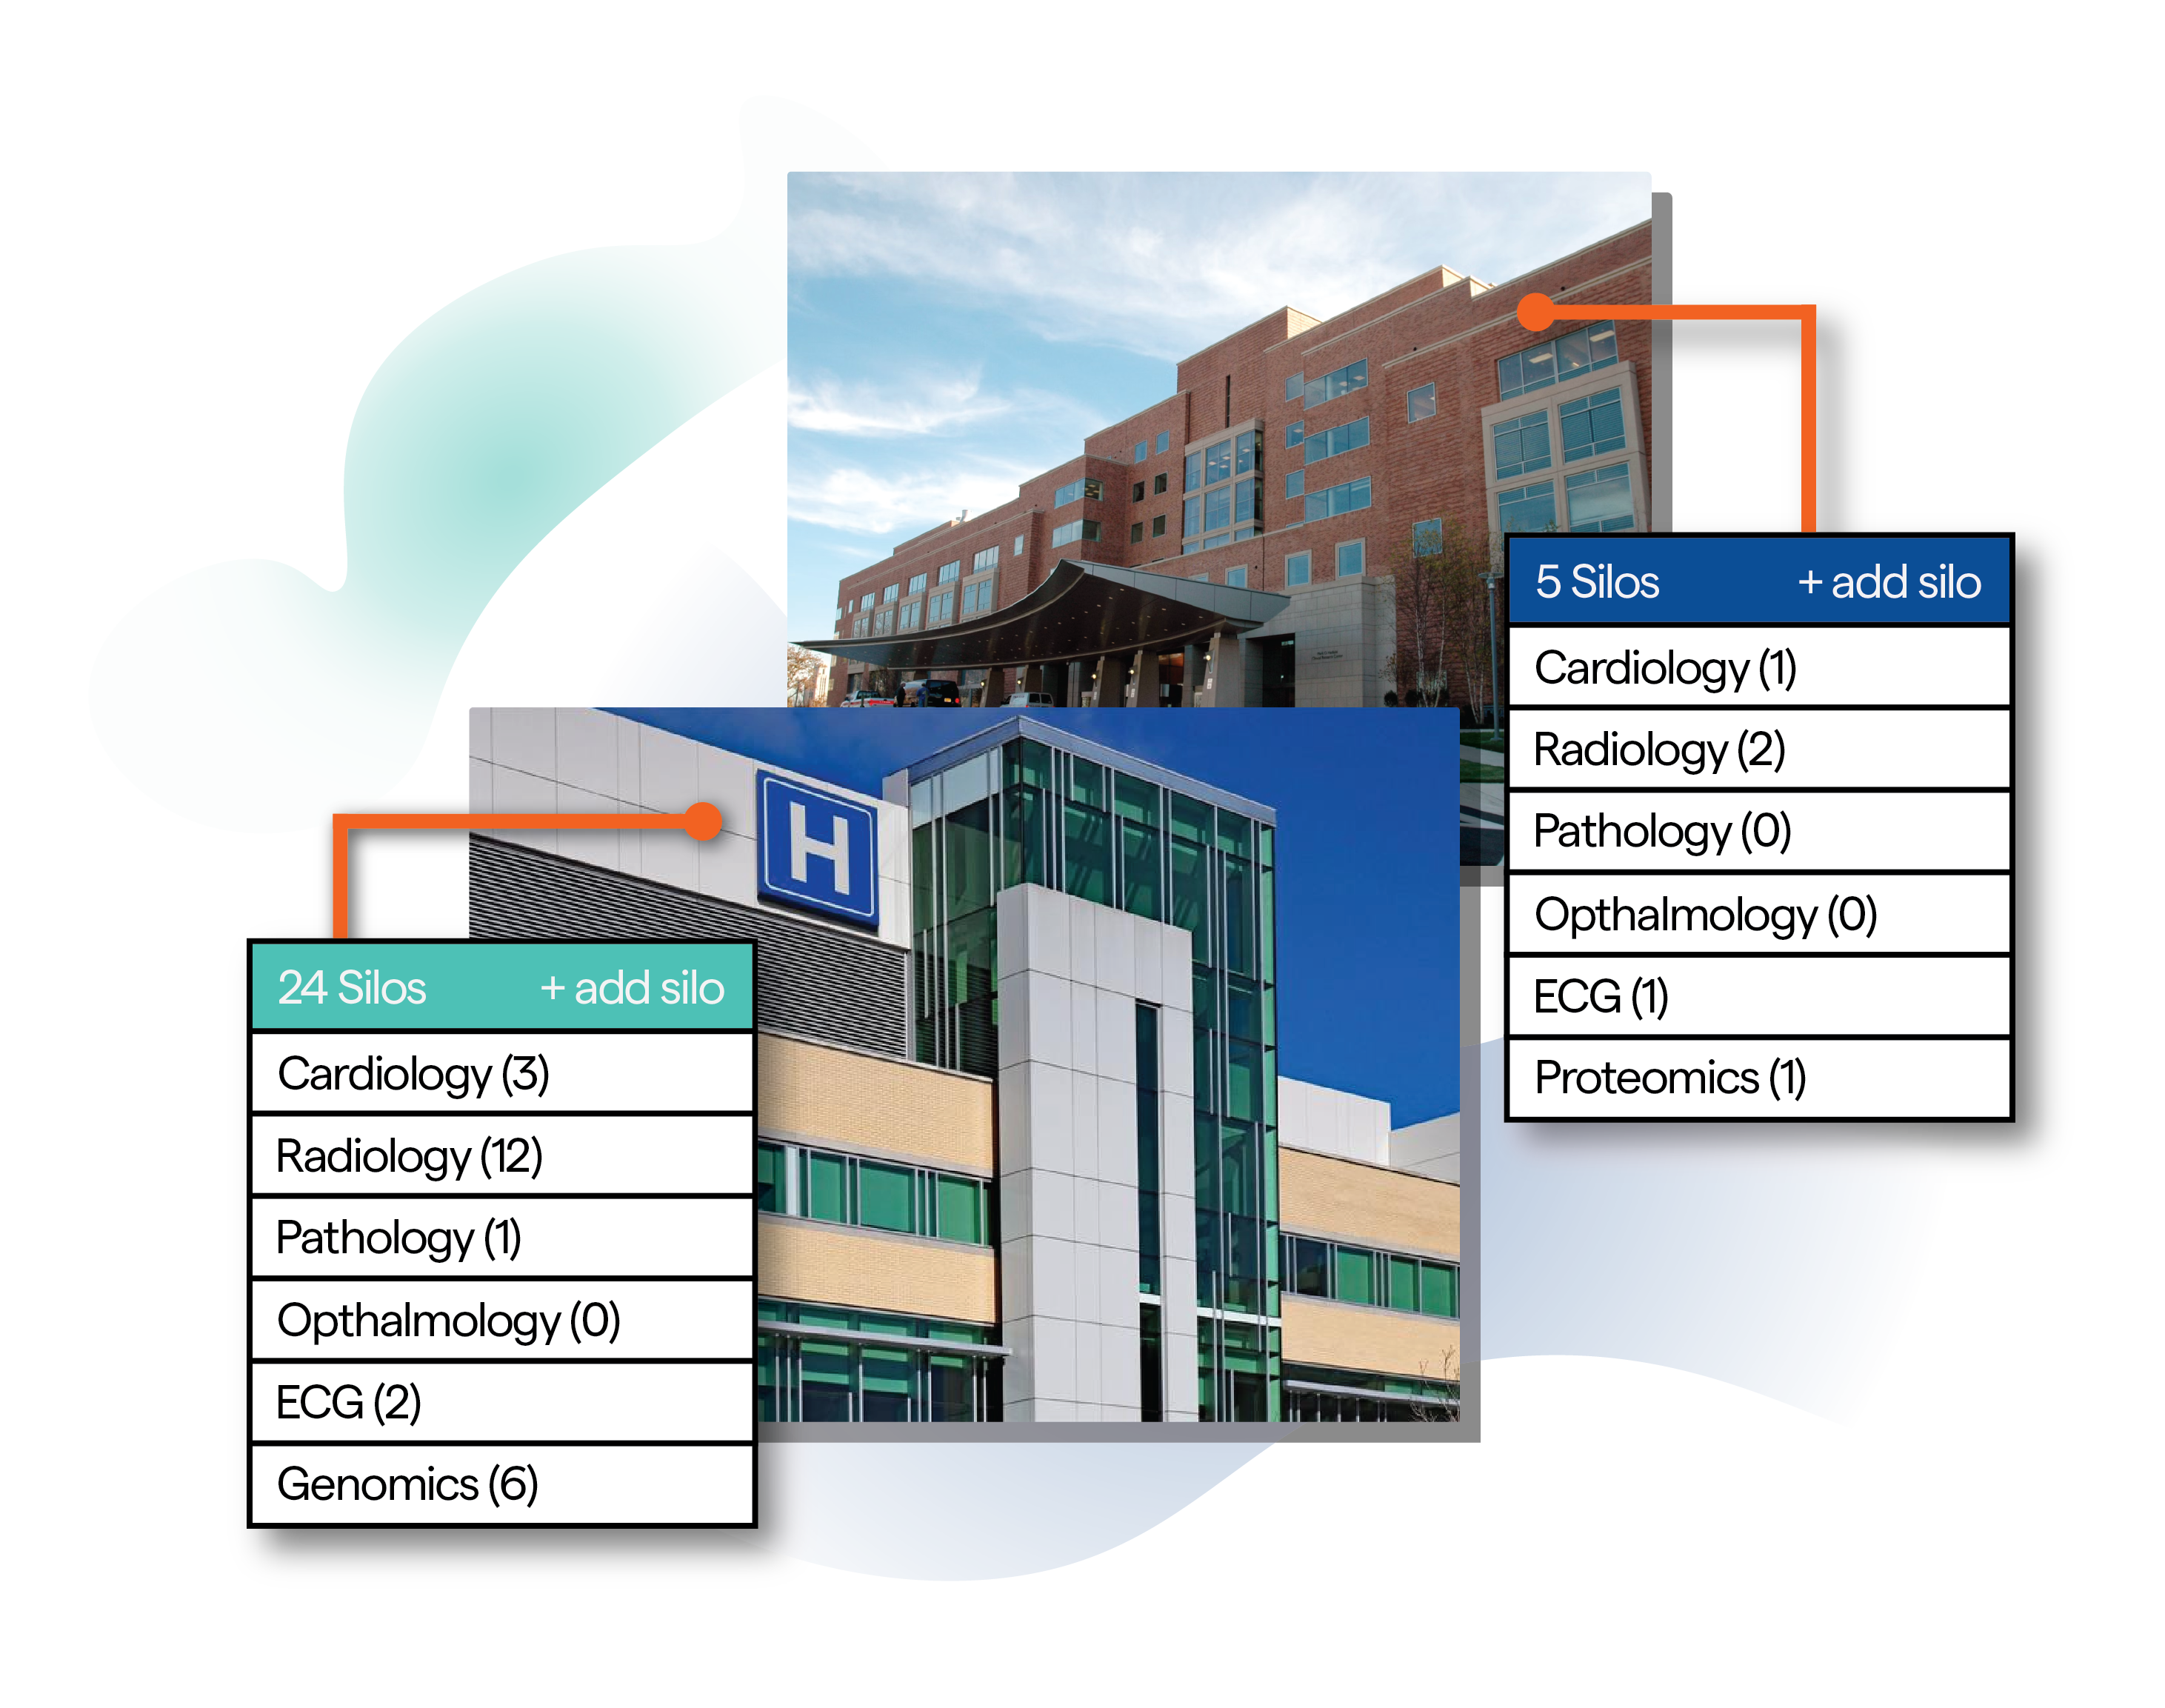 5 Silos + add silo
Cardiology (1)
Radiology (2)
Pathology (0)
Opthalmology (0)
ECG (1)
Proteomics (1)
H
24 Silos + add silo
Cardiology (3)
Radiology (12)
Pathology (1)
Opthalmology (0)
ECG (2)
Genomics (6)